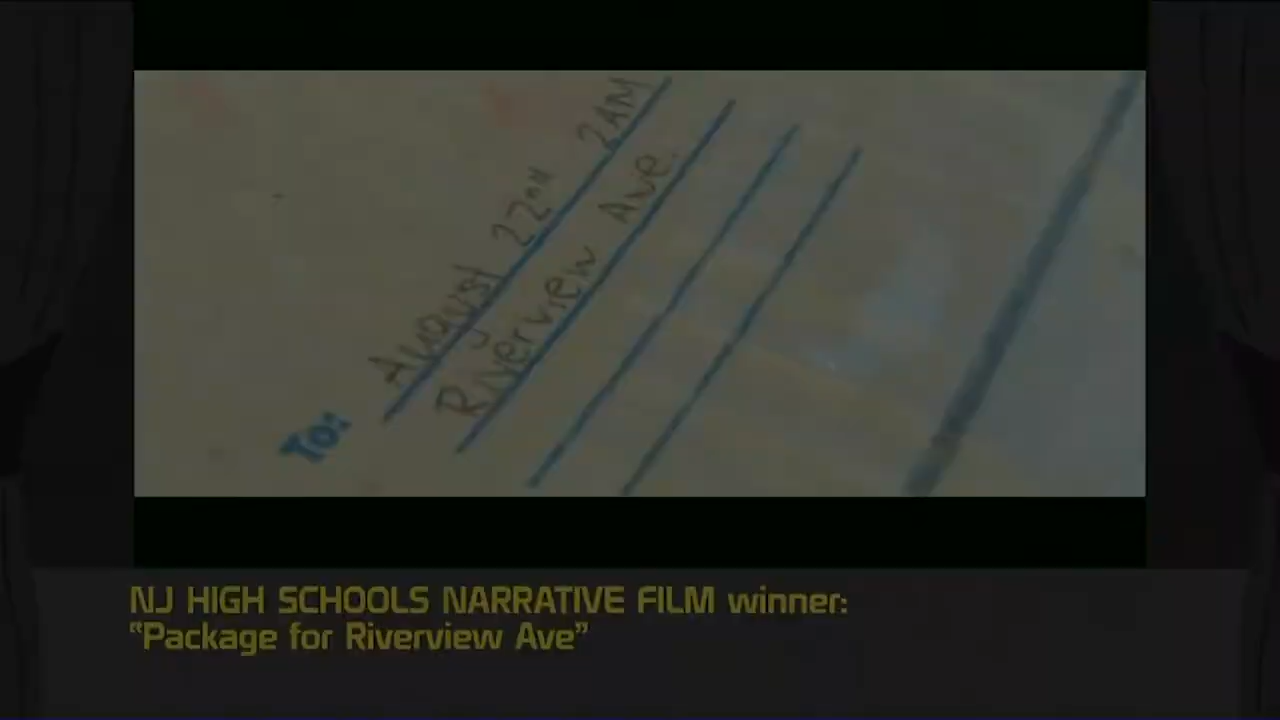 To:
August 22nd 2AM
Riverview Ave.
NJ HIGH SCHOOLS NARRATIVE FILM winner:
“Package for Riverview Ave”